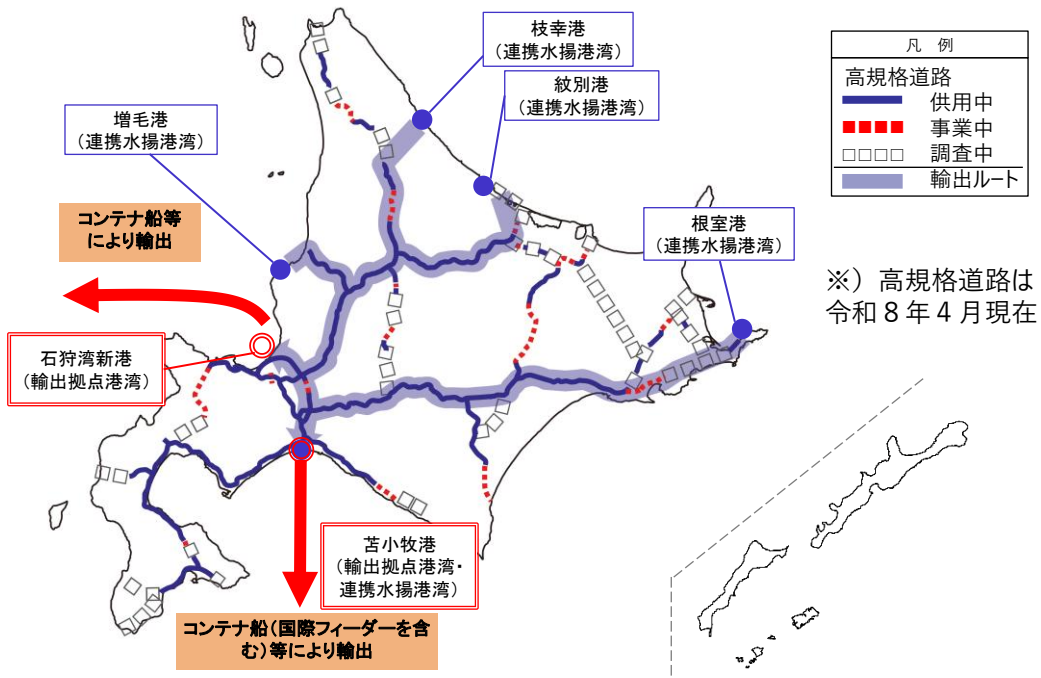 枝幸港
（連携水揚港湾）
紋別港
（連携水揚港湾）
増毛港
（連携水揚港湾）
根室港
（連携水揚港湾）
コンテナ船等
により輸出
石狩湾新港
（輸出拠点港湾）
苫小牧港
（輸出拠点港湾・
連携水揚港湾）
コンテナ船（国際フィーダーを含
む）等により輸出
凡 例
高規格道路
供用中
事業中
調査中
輸出ルート
※）高規格道路は
令和８年４月現在